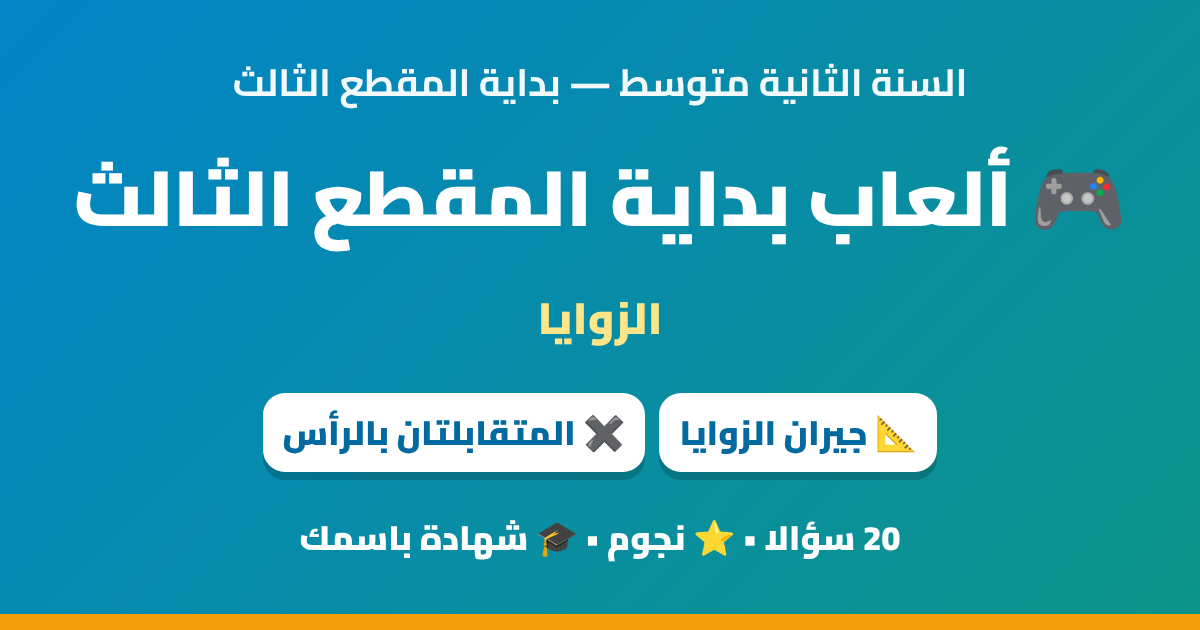 السنة الثانية متوسط — بداية المقطع الثالث
🎮 ألعاب بداية المقطع الثالث
الزوايا
📐 جيران الزوايا
✖️ المتقابلتان بالرأس
20 سؤالا ▪ ⭐ نجوم ▪ 🎓 شهادة باسمك